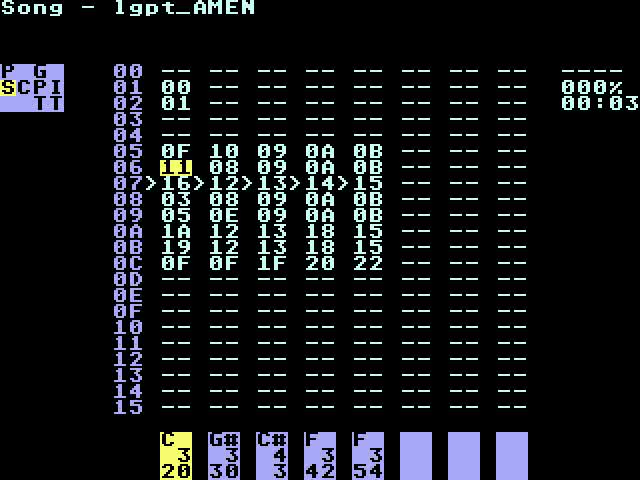 Song - lgpt_AMEN
P G 00 -- -- -- -- -- -- -- -- ----
SCPI 01 00 -- -- -- -- -- -- -- 000%
TT 02 01 -- -- -- -- -- -- -- 00:03
03 -- -- -- -- -- -- -- --
04 -- -- -- -- -- -- -- --
05 0F 10 09 0A 0B -- -- --
06 11 08 09 0A 0B -- -- --
07>16>12>13>14>15 -- -- --
08 03 08 09 0A 0B -- -- --
09 05 0E 09 0A 0B -- -- --
0A 1A 12 13 18 15 -- -- --
0B 19 12 13 18 15 -- -- --
0C 0F 0F 1F 20 22 -- -- --
0D -- -- -- -- -- -- -- --
0E -- -- -- -- -- -- -- --
0F -- -- -- -- -- -- -- --
10 -- -- -- -- -- -- -- --
11 -- -- -- -- -- -- -- --
12 -- -- -- -- -- -- -- --
13 -- -- -- -- -- -- -- --
14 -- -- -- -- -- -- -- --
15 -- -- -- -- -- -- -- --
C G# C# F F
3 3 4 3 3
20 30 3 42 54